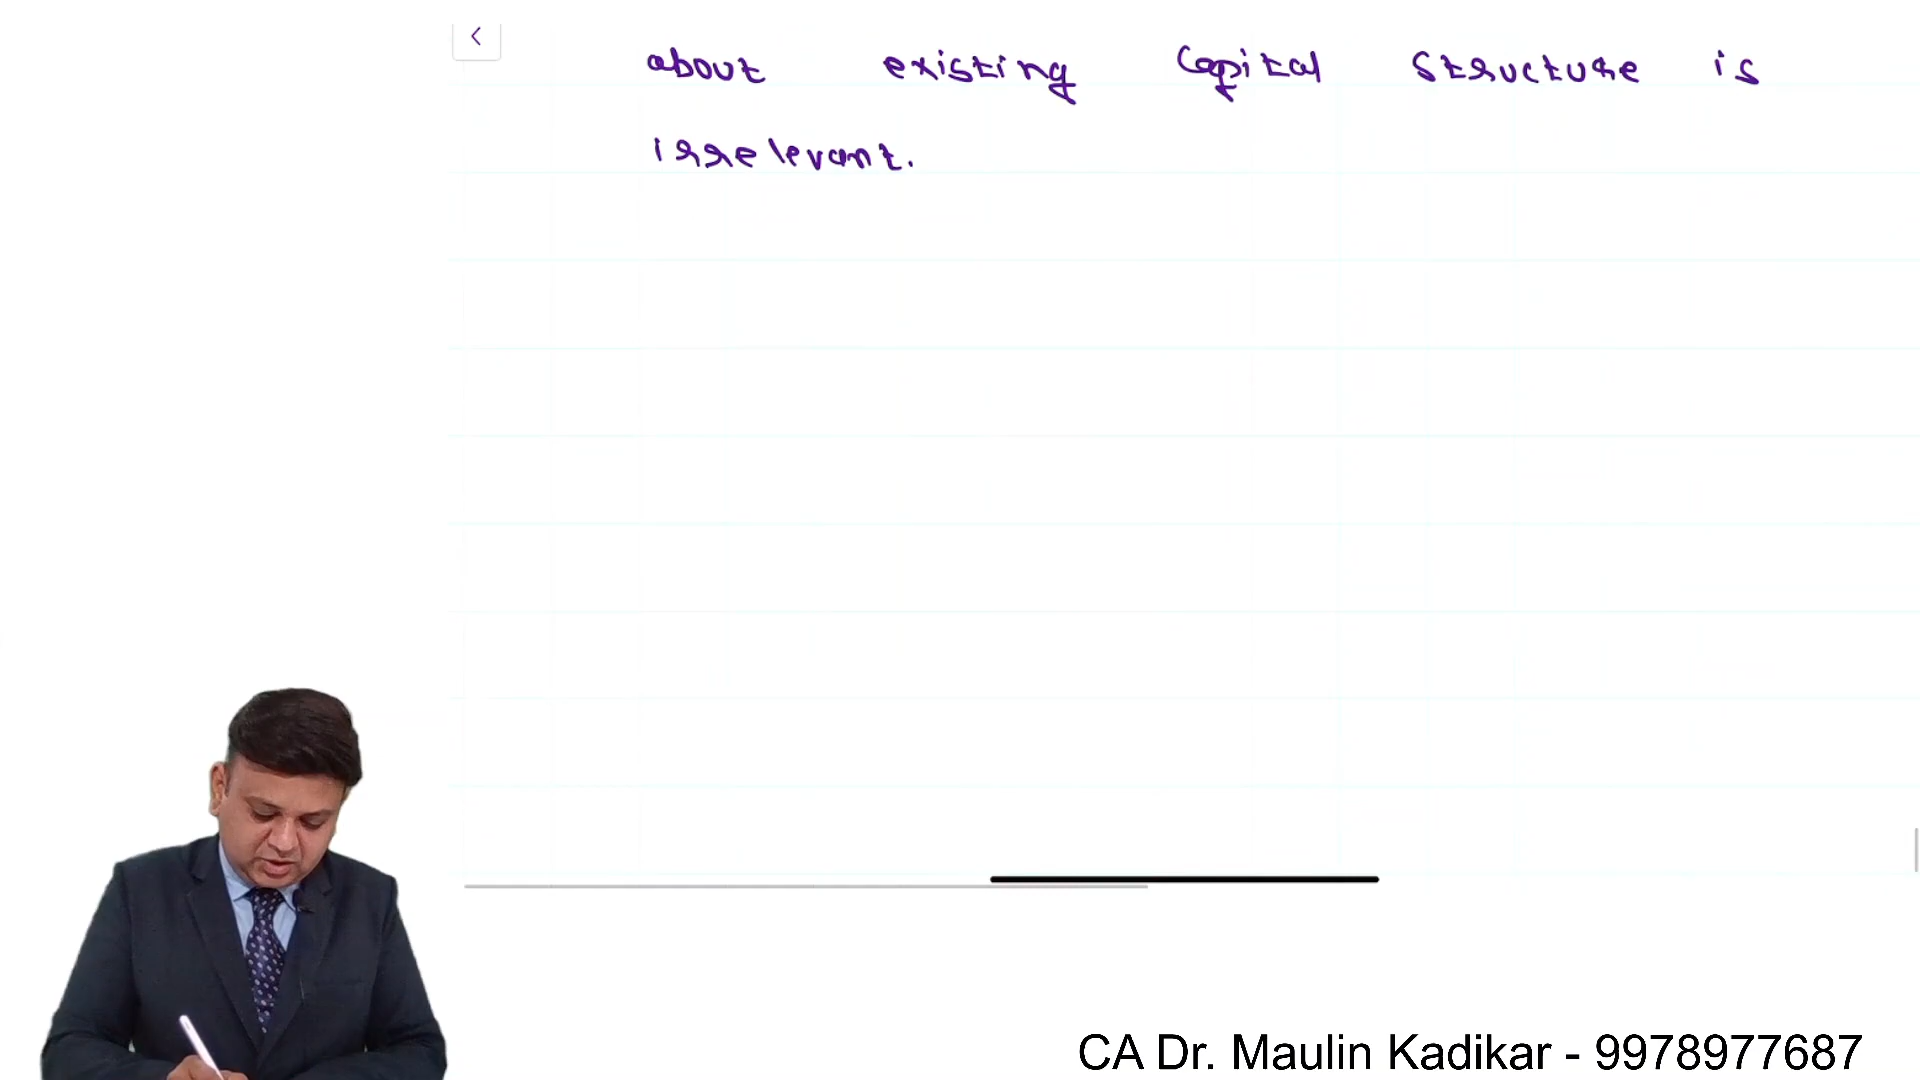 about existing Capital structure is
irrelevant.
CA Dr. Maulin Kadikar - 9978977687